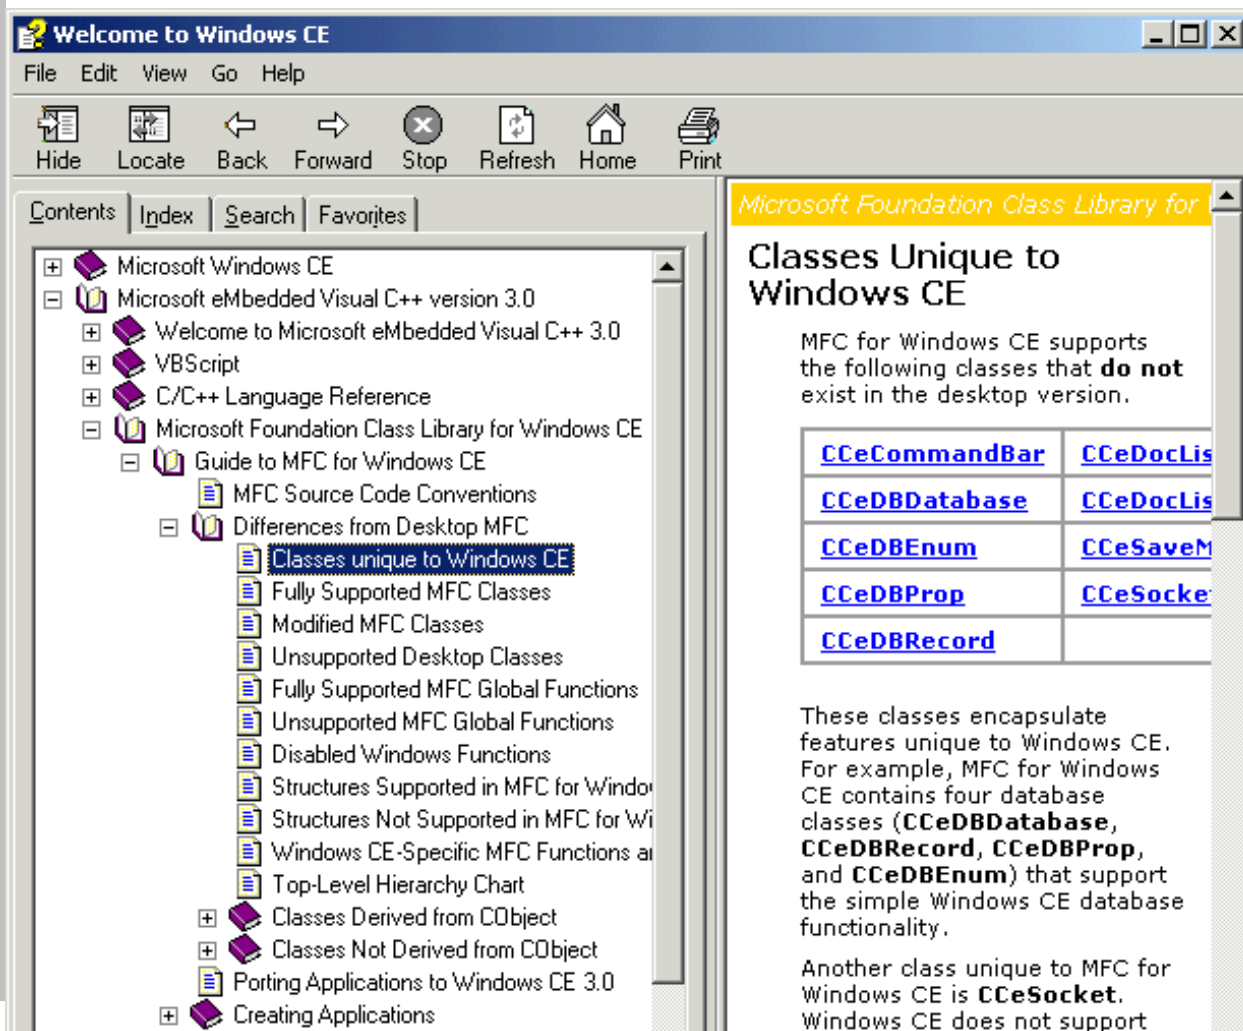 Welcome to Windows CE
File Edit View Go Help
Hide Locate Back Forward Stop Refresh Home Print
Contents Index Search Favorites
Microsoft Windows CE
Microsoft eMbedded Visual C++ version 3.0
Welcome to Microsoft eMbedded Visual C++ 3.0
VBScript
C/C++ Language Reference
Microsoft Foundation Class Library for Windows CE
Guide to MFC for Windows CE
MFC Source Code Conventions
Differences from Desktop MFC
Classes unique to Windows CE
Fully Supported MFC Classes
Modified MFC Classes
Unsupported Desktop Classes
Fully Supported MFC Global Functions
Unsupported MFC Global Functions
Disabled Windows Functions
Structures Supported in MFC for
Structures Not Supported in MFC for
Windows CE-Specific MFC Functions
Top-Level Hierarchy Chart
Classes Derived from CObject
Classes Not Derived from CObject
Porting Applications to Windows CE 3.0
Creating Applications
Microsoft Foundation Class Library for
Classes Unique to
Windows CE
MFC for Windows CE supports
the following classes that do not
exist in the desktop version.
CCeCommandBar CCeDocLis
CCeDBDatabase CCeDocLis
CCeDBEnum CCeSaveM
CCeDBProp CCeSocke
CCeDBRecord
These classes encapsulate
features unique to Windows CE.
For example, MFC for Windows
CE contains four database
classes (CCeDBDatabase,
CCeDBRecord, CCeDBProp,
and CCeDBEnum) that support
the simple Windows CE database
functionality.
Another class unique to MFC for
Windows CE is CCeSocket.
Windows CE does not support